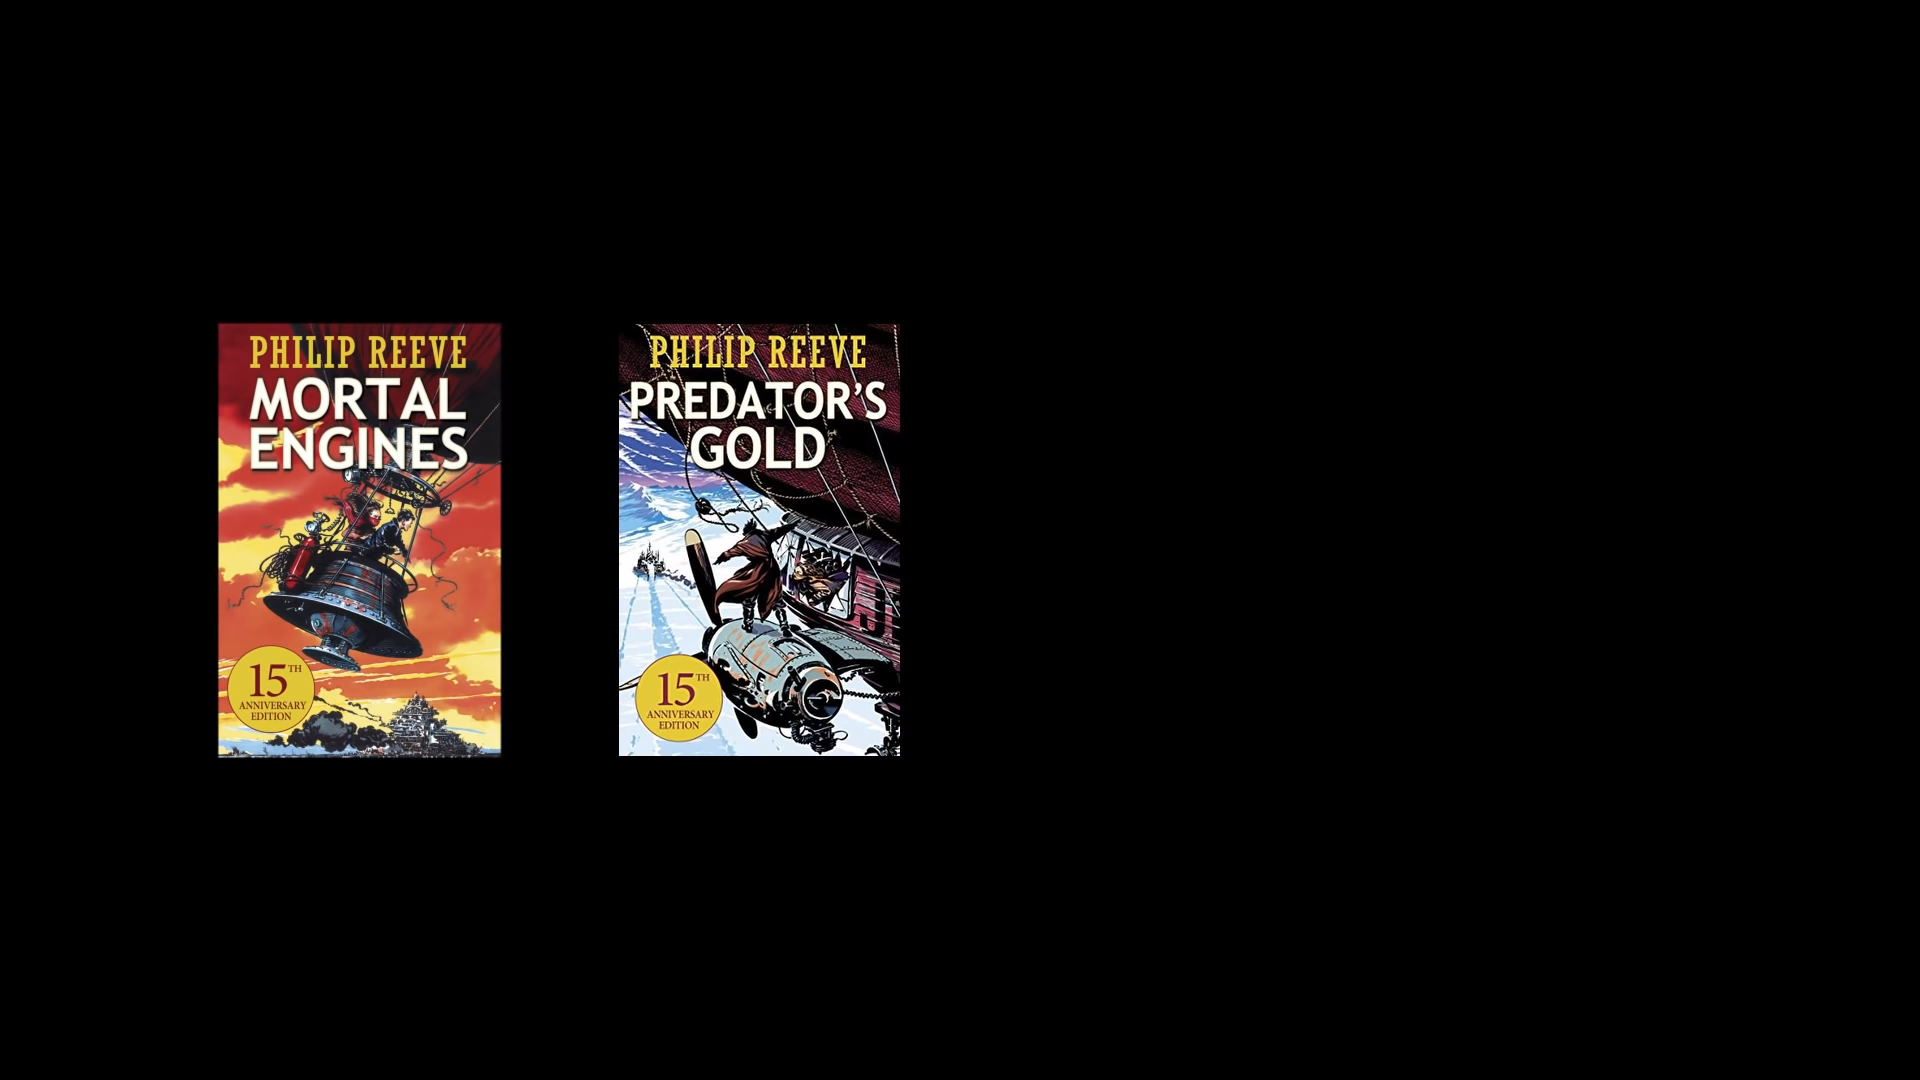 PHILIP REEVE
MORTAL
ENGINES
15TH
ANNIVERSARY
EDITION
PHILIP REEVE
PREDATOR'S
GOLD
15TH
ANNIVERSARY
EDITION